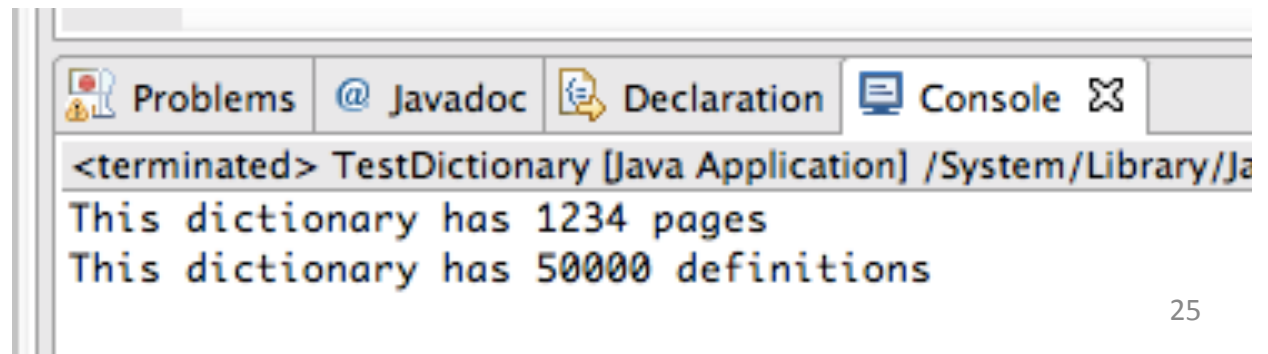 Problems @ Javadoc Declaration Console
<terminated> TestDictionary [Java Application] /System/Library/Ja
This dictionary has 1234 pages
This dictionary has 50000 definitions
25